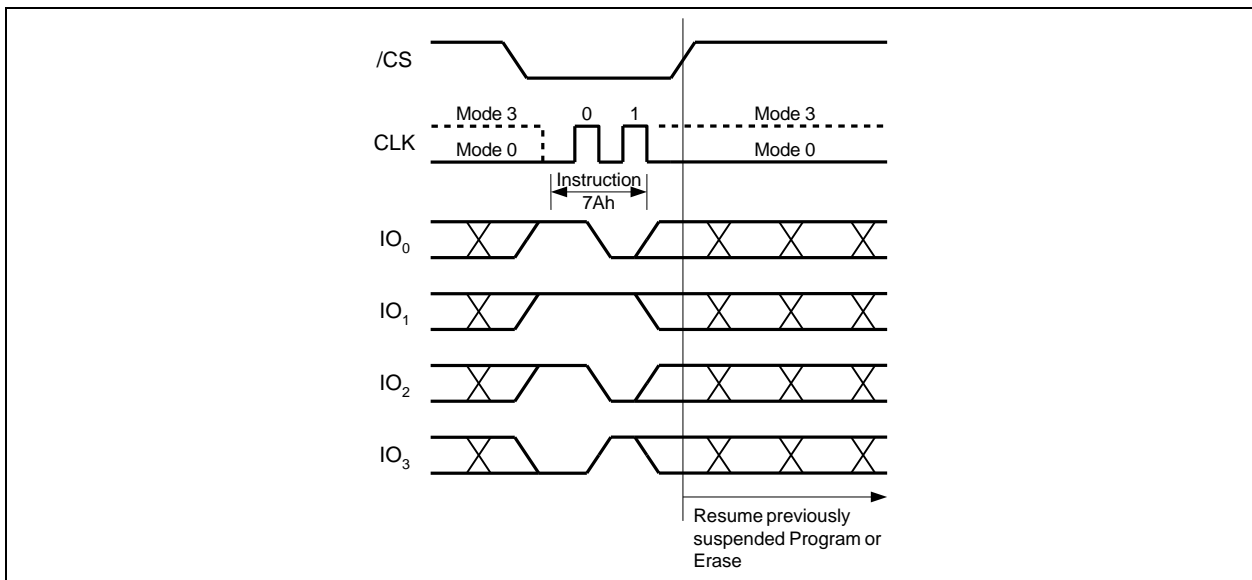 /CS
Mode 3 0 1 Mode 3
CLK
Mode 0 Mode 0
Instruction
7Ah
IO0
IO1
IO2
IO3
Resume previously
suspended Program or
Erase